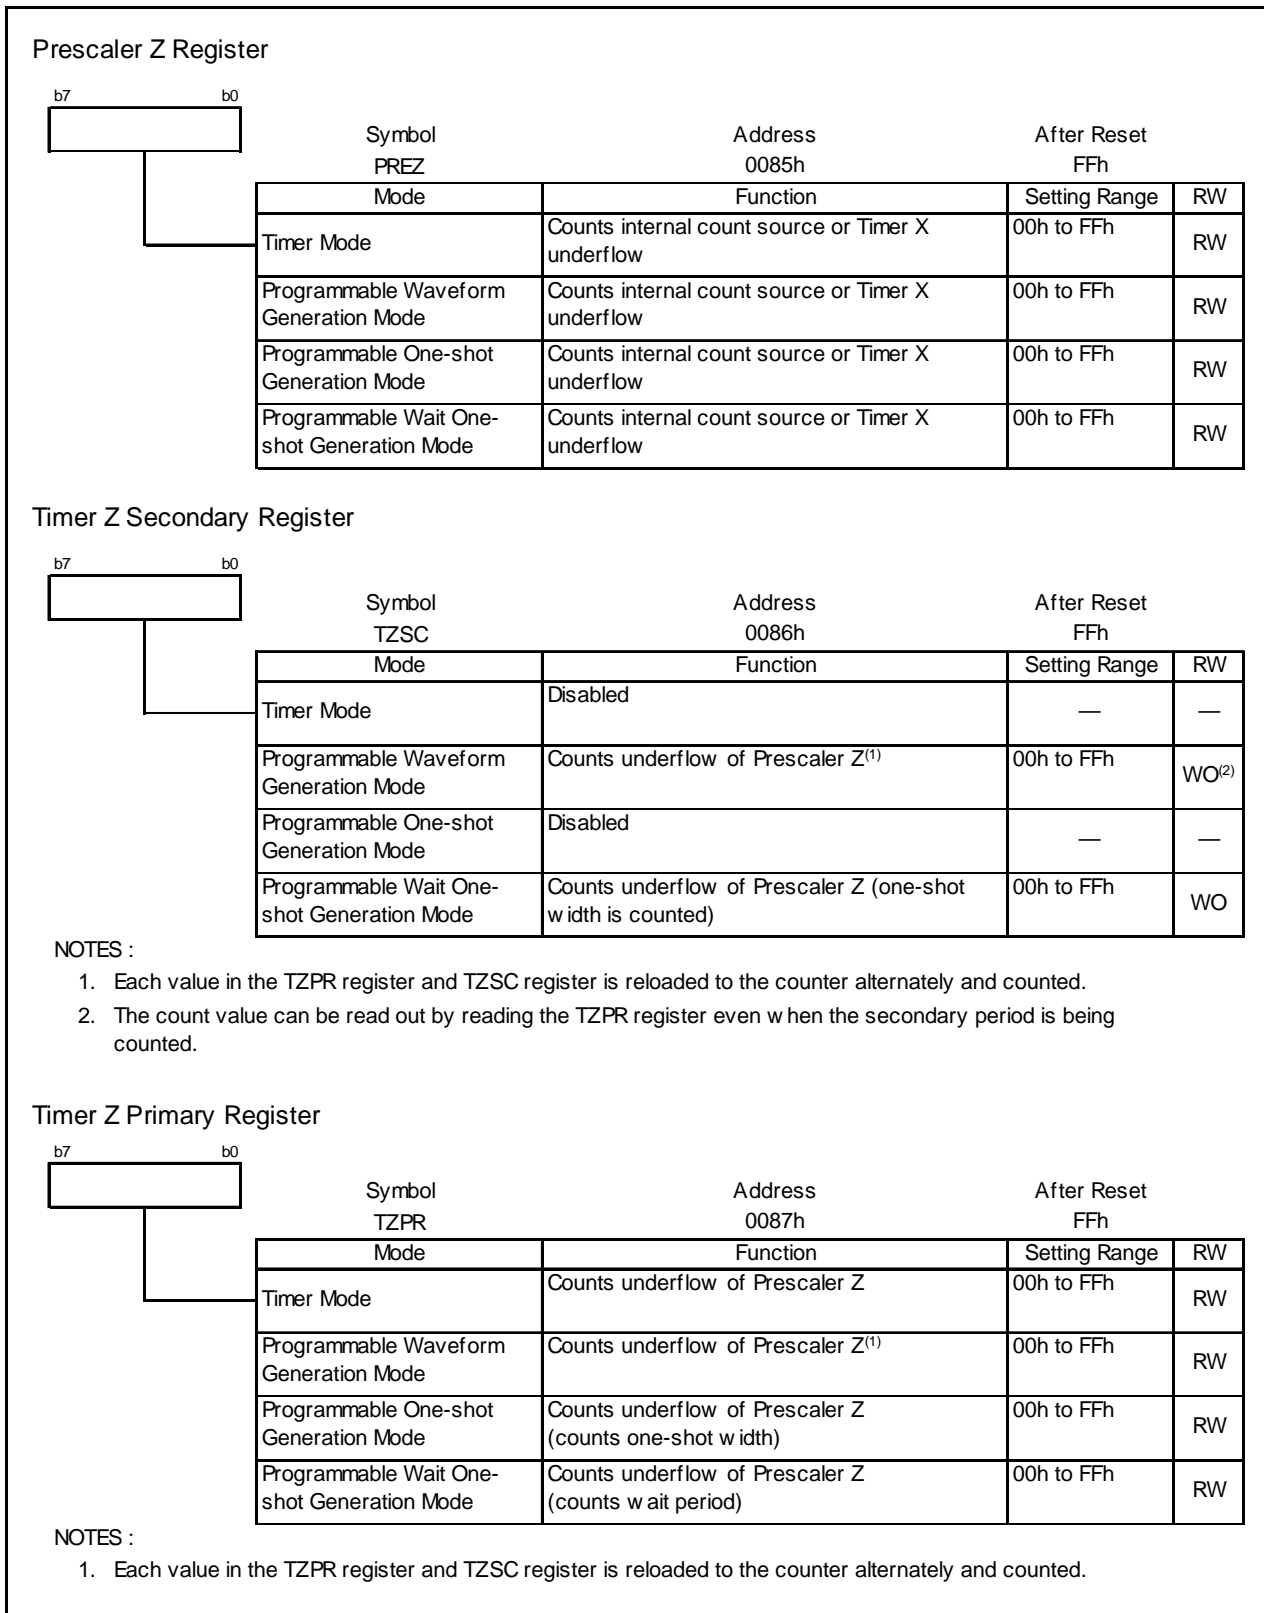 Prescaler Z Register
b7 b0
Symbol Address After Reset
PREZ 0085h FFh
Mode Function Setting Range RW
Timer Mode Counts internal count source or Timer X underflow 00h to FFh RW
Programmable Waveform Generation Mode Counts internal count source or Timer X underflow 00h to FFh RW
Programmable One-shot Generation Mode Counts internal count source or Timer X underflow 00h to FFh RW
Programmable Wait One-shot Generation Mode Counts internal count source or Timer X underflow 00h to FFh RW
Timer Z Secondary Register
b7 b0
Symbol Address After Reset
TZSC 0086h FFh
Mode Function Setting Range RW
Timer Mode Disabled — —
Programmable Waveform Generation Mode Counts underflow of Prescaler Z(1) 00h to FFh WO(2)
Programmable One-shot Generation Mode Disabled — —
Programmable Wait One-shot Generation Mode Counts underflow of Prescaler Z (one-shot width is counted) 00h to FFh WO
NOTES :
1. Each value in the TZPR register and TZSC register is reloaded to the counter alternately and counted.
2. The count value can be read out by reading the TZPR register even when the secondary period is being
counted.
Timer Z Primary Register
b7 b0
Symbol Address After Reset
TZPR 0087h FFh
Mode Function Setting Range RW
Timer Mode Counts underflow of Prescaler Z 00h to FFh RW
Programmable Waveform Generation Mode Counts underflow of Prescaler Z(1) 00h to FFh RW
Programmable One-shot Generation Mode Counts underflow of Prescaler Z (counts one-shot width) 00h to FFh RW
Programmable Wait One-shot Generation Mode Counts underflow of Prescaler Z (counts wait period) 00h to FFh RW
NOTES :
1. Each value in the TZPR register and TZSC register is reloaded to the counter alternately and counted.